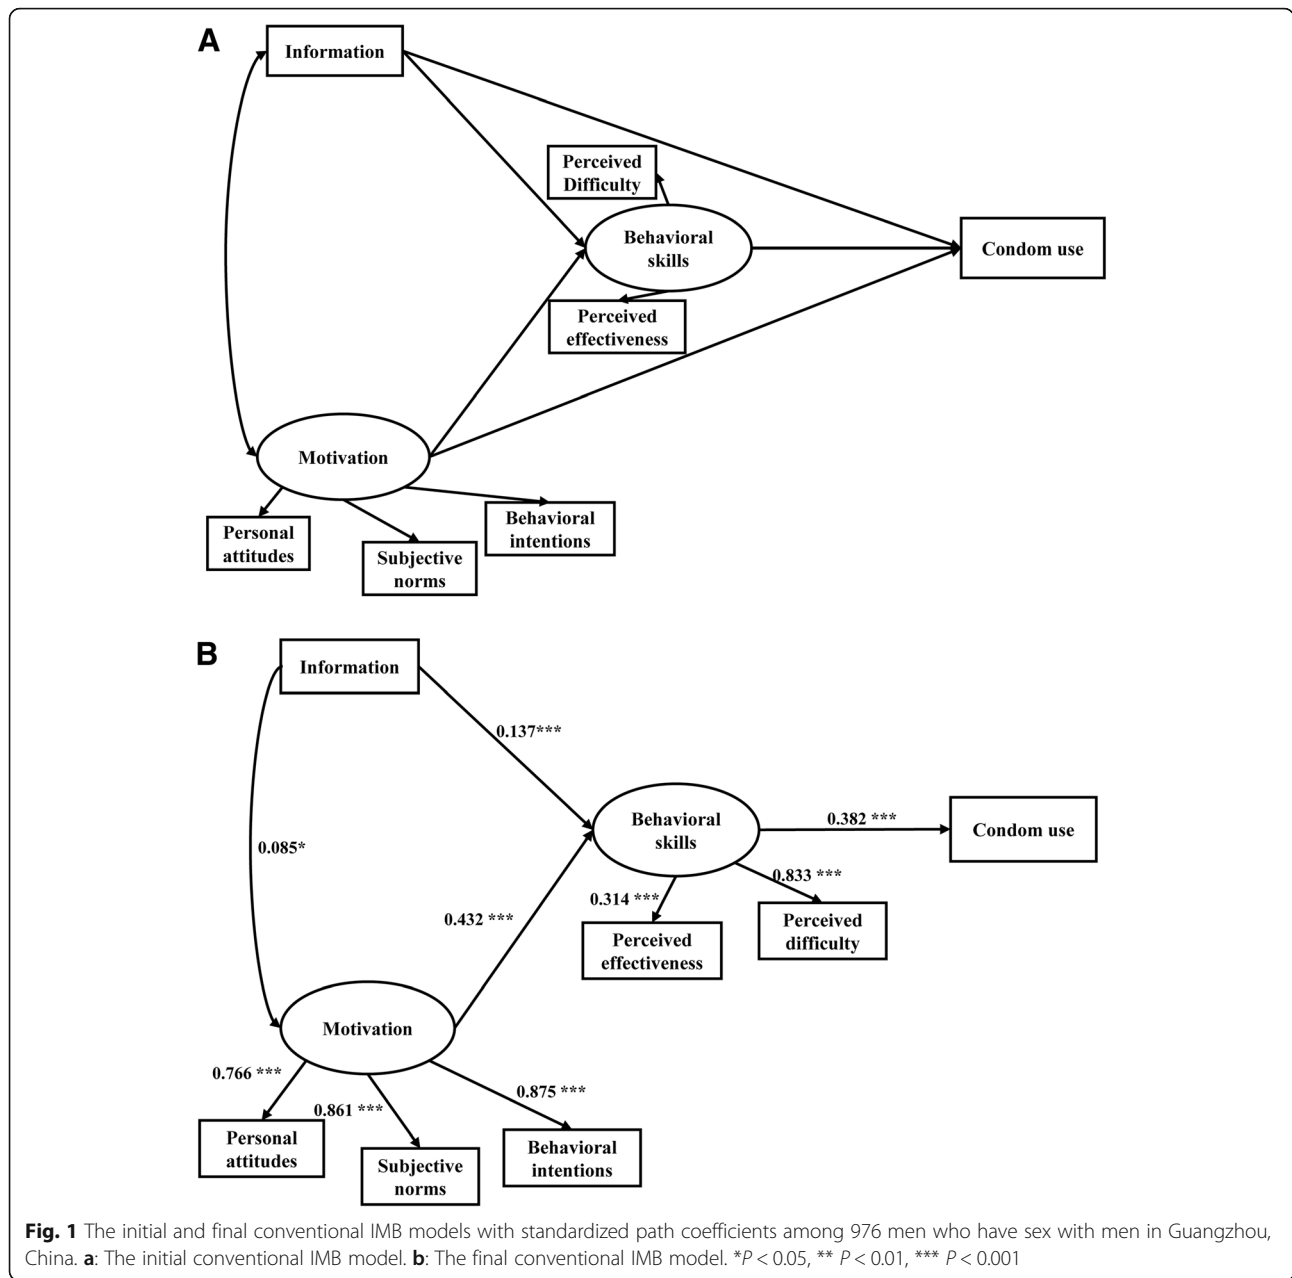 A
Information
Perceived
Difficulty
Behavioral
skills
Condom use
Perceived
effectiveness
Motivation
Personal
attitudes
Subjective
norms
Behavioral
intentions
B
Information
0.137***
0.085*
Behavioral
skills
0.382 ***
Condom use
0.432 ***
0.314 ***
0.833 ***
Perceived
effectiveness
Perceived
difficulty
Motivation
0.766 ***
0.861 ***
0.875 ***
Personal
attitudes
Subjective
norms
Behavioral
intentions
Fig. 1 The initial and final conventional IMB models with standardized path coefficients among 976 men who have sex with men in Guangzhou,
China. a: The initial conventional IMB model. b: The final conventional IMB model. *P < 0.05, ** P < 0.01, *** P < 0.001